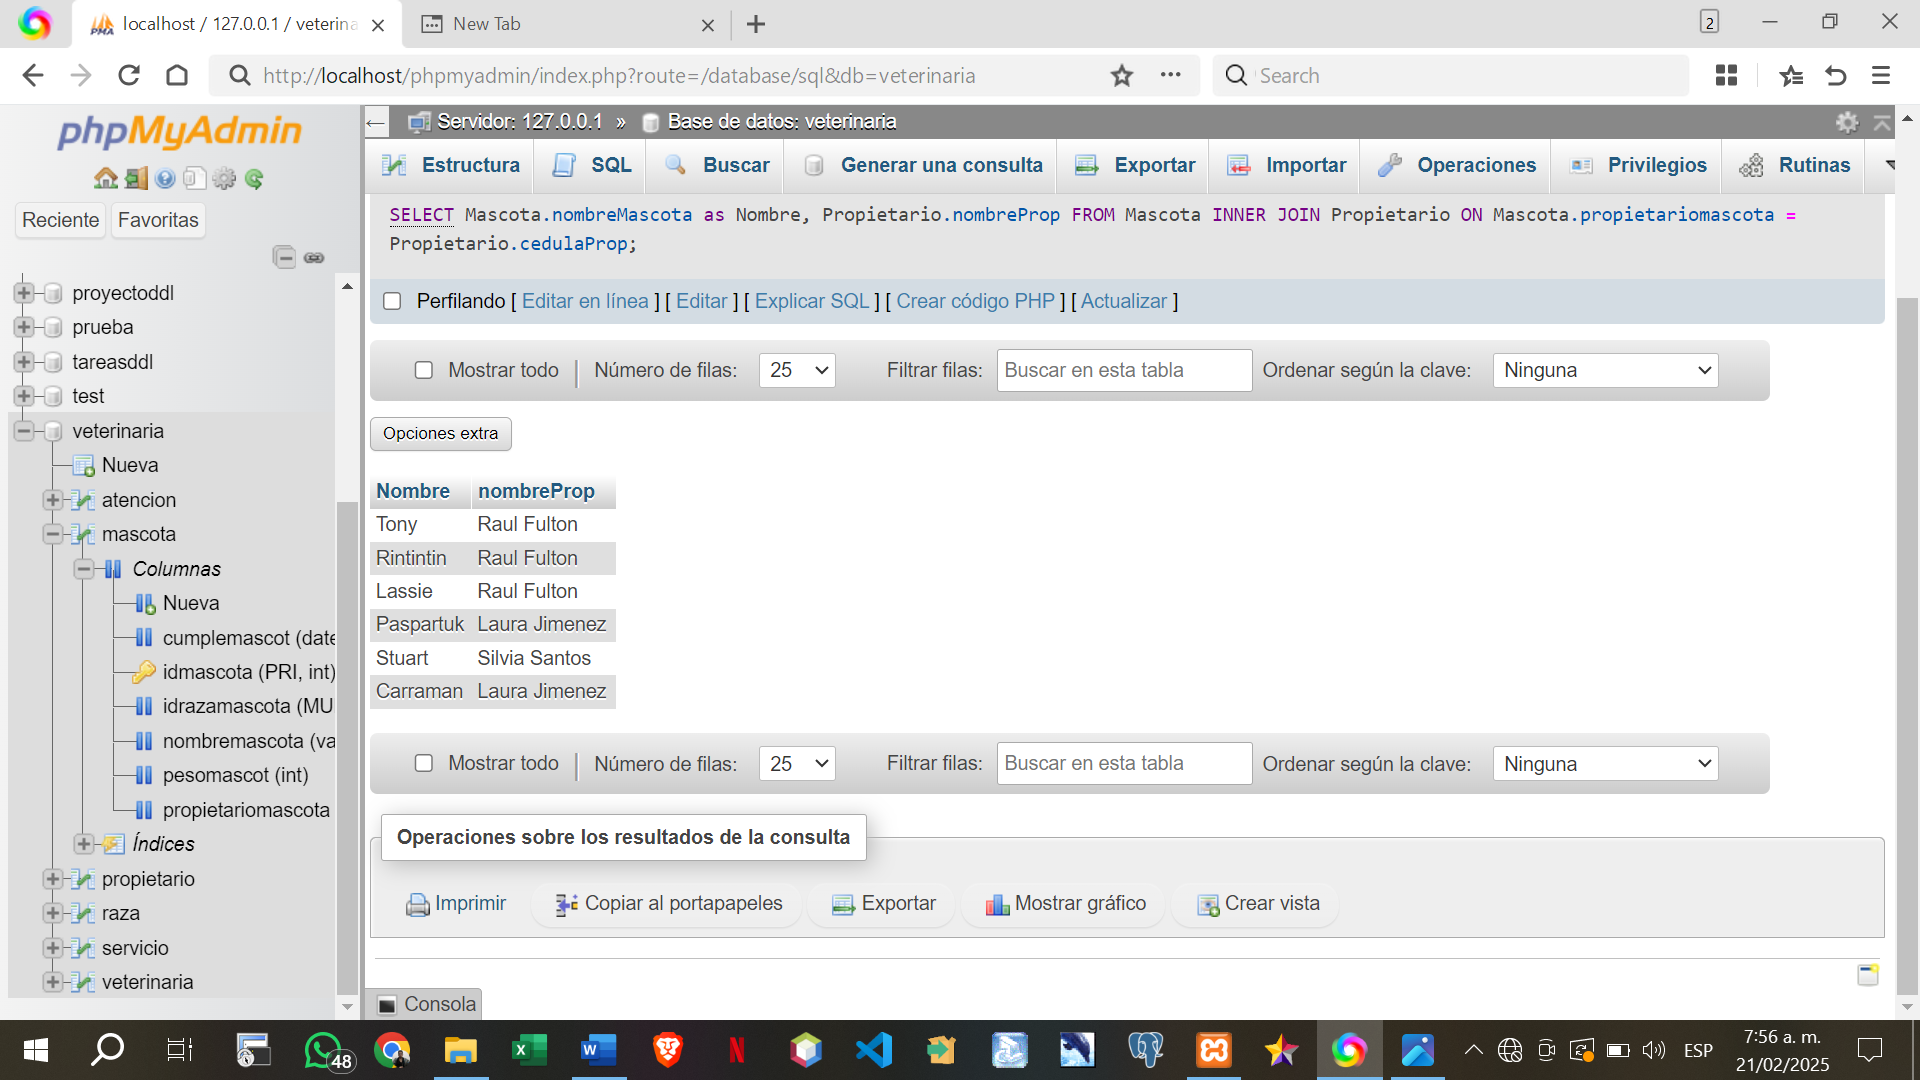 localhost / 127.0.0.1 / veterina
New Tab
2
http://localhost/phpmyadmin/index.php?route=/database/sql&db=veterinaria
Search
phpMyAdmin
Reciente
Favoritas
proyectoddl
prueba
tareasddl
test
veterinaria
Nueva
atencion
mascota
Columnas
Nueva
cumplemascot (date
idmascota (PRI, int)
idrazamascota (MU
nombremascota (va
pesomascot (int)
propietariomascota
Índices
propietario
raza
servicio
veterinaria
Servidor: 127.0.0.1 » Base de datos: veterinaria
Estructura SQL Buscar Generar una consulta Exportar Importar Operaciones Privilegios Rutinas
SELECT Mascota.nombreMascota as Nombre, Propietario.nombreProp FROM Mascota INNER JOIN Propietario ON Mascota.propietariomascota =
Propietario.cedulaProp;
Perfilando [ Editar en línea ] [ Editar ] [ Explicar SQL ] [ Crear código PHP ] [ Actualizar ]
Mostrar todo | Número de filas: 25 Filtrar filas: Buscar en esta tabla Ordenar según la clave: Ninguna
Opciones extra
Nombre nombreProp
Tony Raul Fulton
Rintintin Raul Fulton
Lassie Raul Fulton
Paspartuk Laura Jimenez
Stuart Silvia Santos
Carraman Laura Jimenez
Mostrar todo | Número de filas: 25 Filtrar filas: Buscar en esta tabla Ordenar según la clave: Ninguna
Operaciones sobre los resultados de la consulta
Imprimir Copiar al portapapeles Exportar Mostrar gráfico Crear vista
Consola
48
ESP
7:56 a. m.
21/02/2025